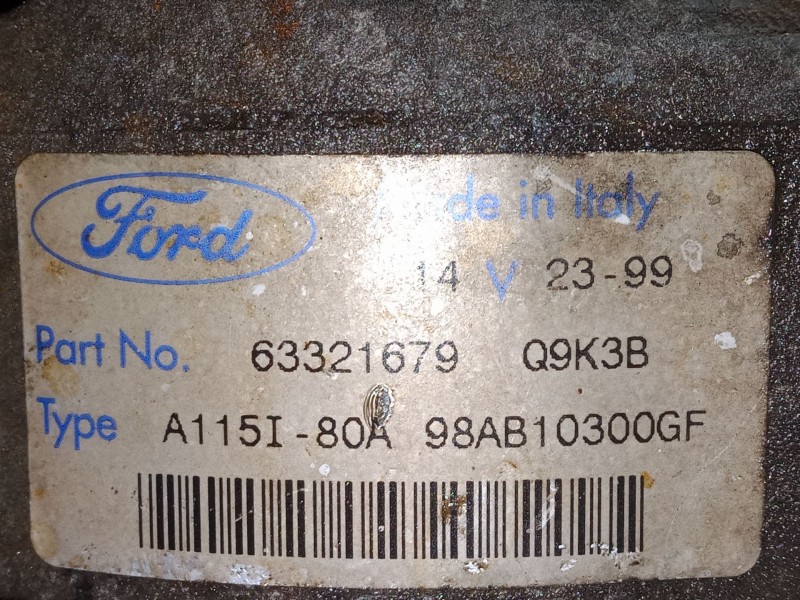 Ford Made in Italy
14 V 23-99
Part No. 63321679 Q9K3B
Type A115I-80A 98AB10300GF